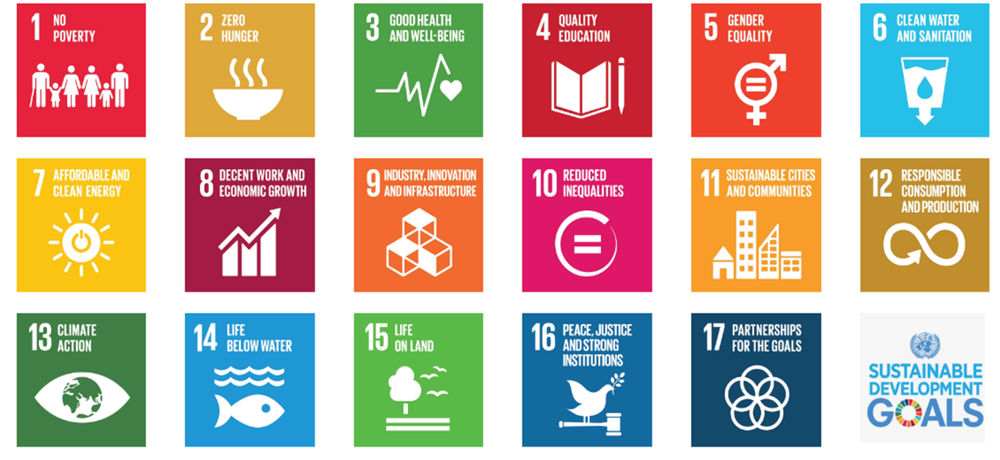 1 NO
POVERTY
2 ZERO
HUNGER
3 GOOD HEALTH
AND WELL-BEING
4 QUALITY
EDUCATION
5 GENDER
EQUALITY
6 CLEAN WATER
AND SANITATION
7 AFFORDABLE AND
CLEAN ENERGY
8 DECENT WORK AND
ECONOMIC GROWTH
9 INDUSTRY, INNOVATION
AND INFRASTRUCTURE
10 REDUCED
INEQUALITIES
11 SUSTAINABLE CITIES
AND COMMUNITIES
12 RESPONSIBLE
CONSUMPTION
AND PRODUCTION
13 CLIMATE
ACTION
14 LIFE
BELOW WATER
15 LIFE
ON LAND
16 PEACE, JUSTICE
AND STRONG
INSTITUTIONS
17 PARTNERSHIPS
FOR THE GOALS
SUSTAINABLE
DEVELOPMENT
GOALS